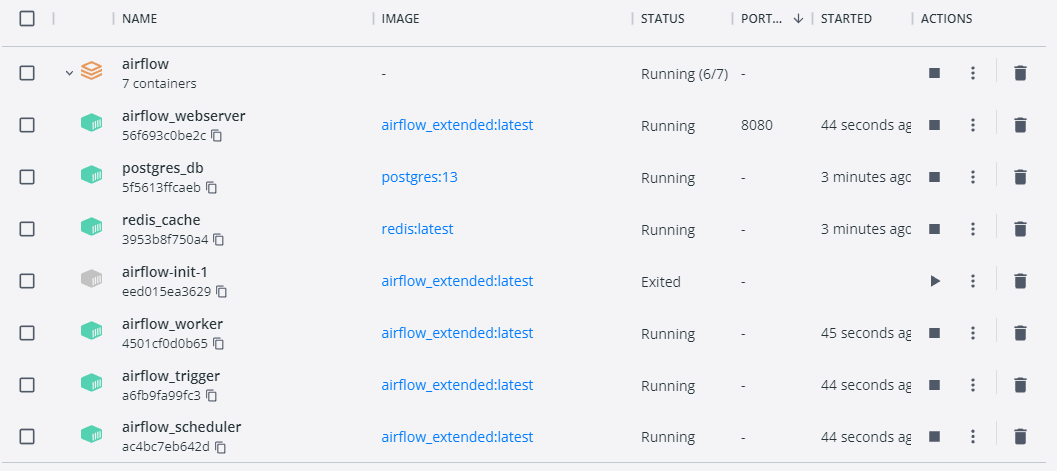 NAME IMAGE STATUS PORT... STARTED ACTIONS
airflow - Running (6/7) -
7 containers
airflow_webserver airflow_extended:latest Running 8080 44 seconds ag
56f693c0be2c
postgres_db postgres:13 Running - 3 minutes agc
5f5613ffcaeb
redis_cache redis:latest Running - 3 minutes agc
3953b8f750a4
airflow-init-1 airflow_extended:latest Exited -
eed015ea3629
airflow_worker airflow_extended:latest Running - 45 seconds ag
4501cf0d0b65
airflow_trigger airflow_extended:latest Running - 44 seconds ag
a6fb9fa99fc3
airflow_scheduler airflow_extended:latest Running - 44 seconds ag
ac4bc7eb642d